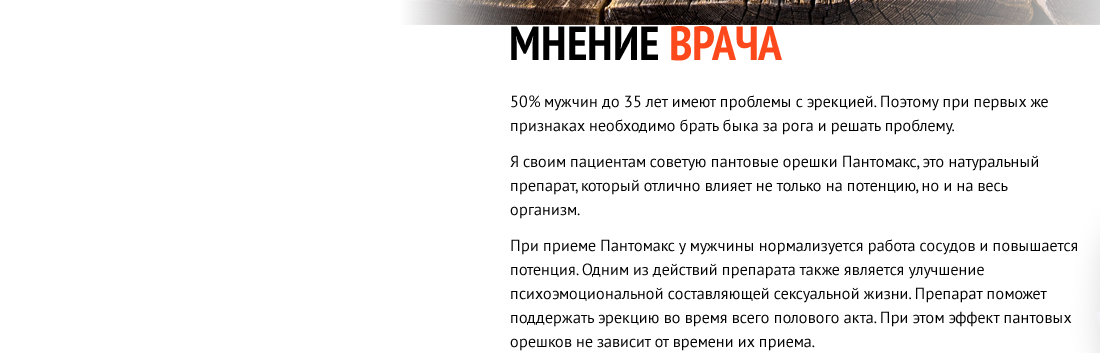 МНЕНИЕ ВРАЧА
50% мужчин до 35 лет имеют проблемы с эрекцией. Поэтому при первых же
признаках необходимо брать быка за рога и решать проблему.
Я своим пациентам советую пантовые орешки Пантомакс, это натуральный
препарат, который отлично влияет не только на потенцию, но и на весь
организм.
При приеме Пантомакс у мужчины нормализуется работа сосудов и повышается
потенция. Одним из действий препарата также является улучшение
психоэмоциональной составляющей сексуальной жизни. Препарат поможет
поддержать эрекцию во время всего полового акта. При этом эффект пантовых
орешков не зависит от времени их приема.